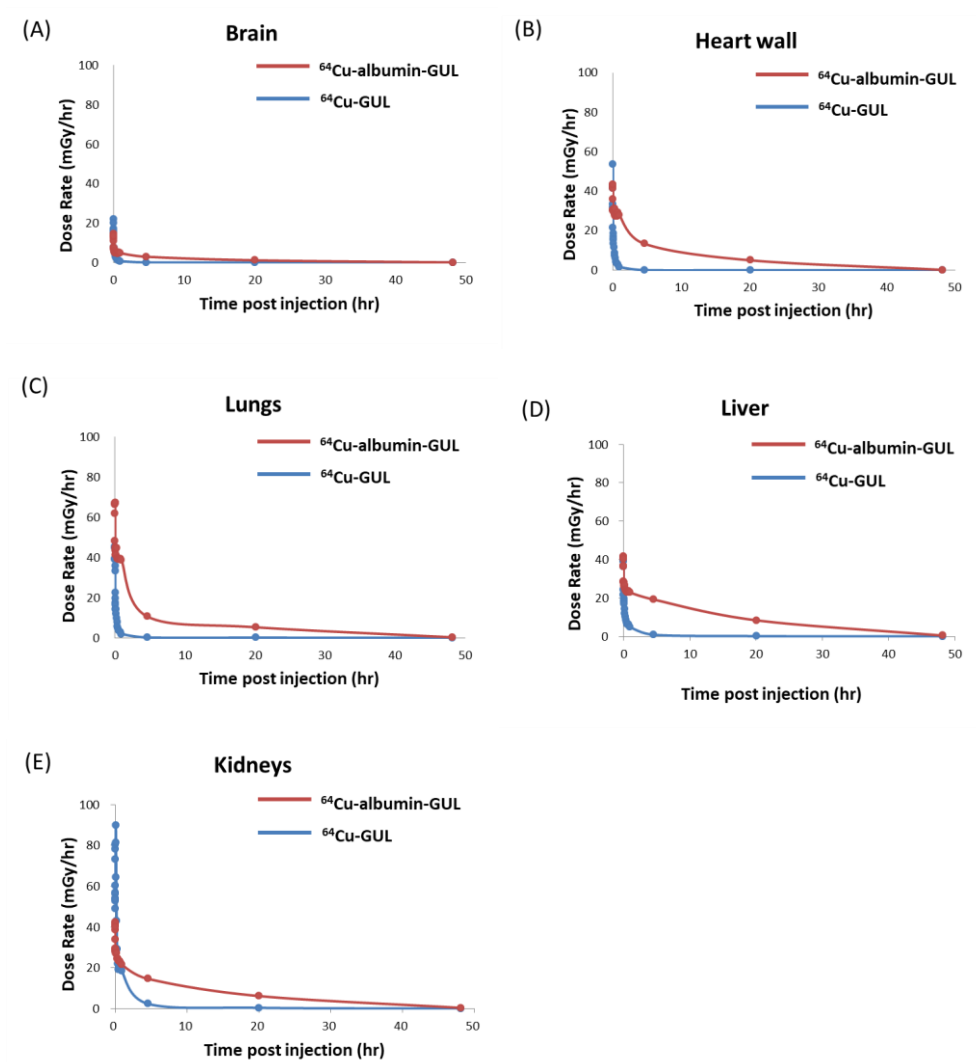 (A)
Brain
⁶⁴Cu-albumin-GUL
⁶⁴Cu-GUL
Dose Rate (mGy/hr)
100
80
60
40
20
0
0 10 20 30 40 50
Time post injection (hr)
(B)
Heart wall
⁶⁴Cu-albumin-GUL
⁶⁴Cu-GUL
Dose Rate (mGy/hr)
100
80
60
40
20
0
0 10 20 30 40 50
Time post injection (hr)
(C)
Lungs
⁶⁴Cu-albumin-GUL
⁶⁴Cu-GUL
Dose Rate (mGy/hr)
100
80
60
40
20
0
0 10 20 30 40 50
Time post injection (hr)
(D)
Liver
⁶⁴Cu-albumin-GUL
⁶⁴Cu-GUL
Dose Rate (mGy/hr)
100
80
60
40
20
0
0 10 20 30 40 50
Time post injection (hr)
(E)
Kidneys
⁶⁴Cu-albumin-GUL
⁶⁴Cu-GUL
Dose Rate (mGy/hr)
100
80
60
40
20
0
0 10 20 30 40 50
Time post injection (hr)